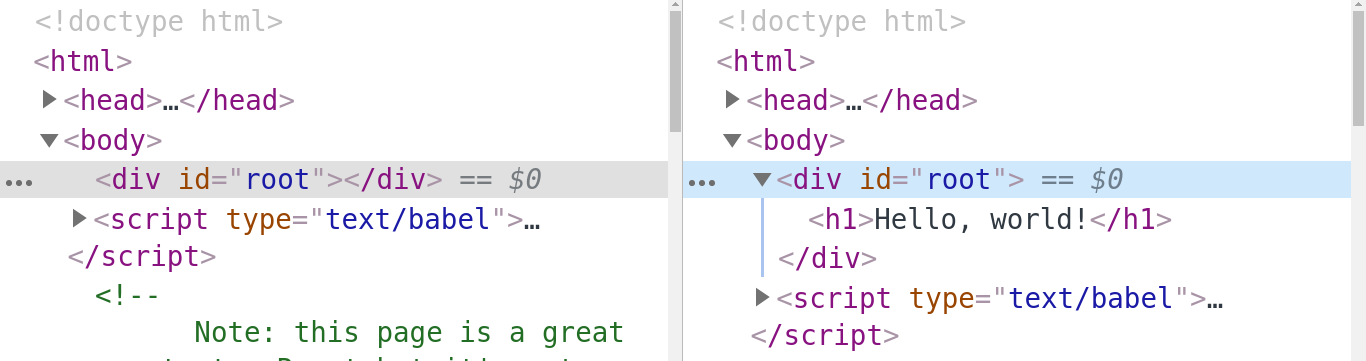 <!doctype html>
<html>
<head>…</head>
<body>
<div id="root"></div> == $0
<script type="text/babel">…
</script>
<!--
Note: this page is a great
<!doctype html>
<html>
<head>…</head>
<body>
<div id="root"> == $0
<h1>Hello, world!</h1>
</div>
<script type="text/babel">…
</script>